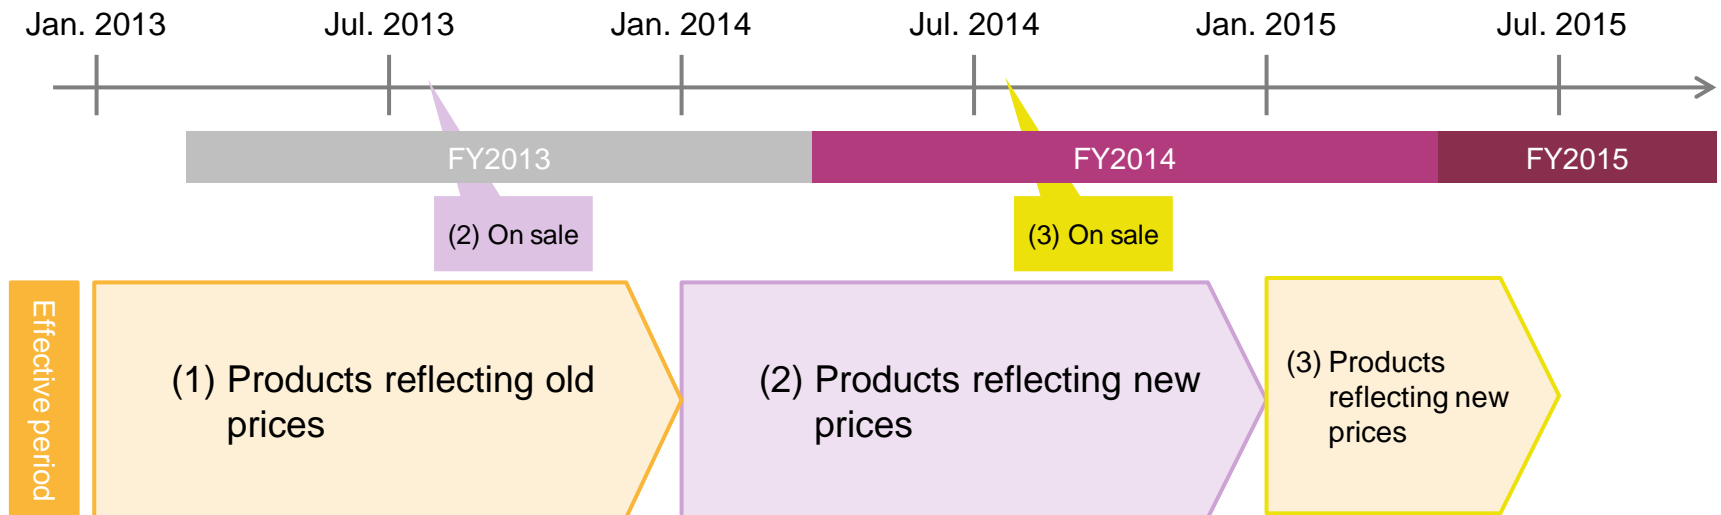 Jan. 2013
Jul. 2013
Jan. 2014
Jul. 2014
Jan. 2015
Jul. 2015
FY2013
FY2014
FY2015
(2) On sale
(3) On sale
Effective period
(1) Products reflecting old
prices
(2) Products reflecting new
prices
(3) Products
reflecting new
prices